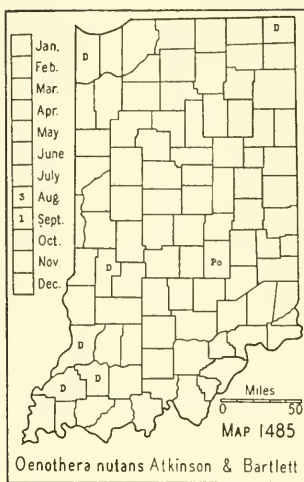 Jan.
Feb.
Mar.
Apr.
May
June
July
3 Aug.
1 Sept.
Oct.
Nov.
Dec.
D
D
D
Po
D
D
D
Miles
0 50
MAP 1485
Oenothera nutans Atkinson & Bartlett